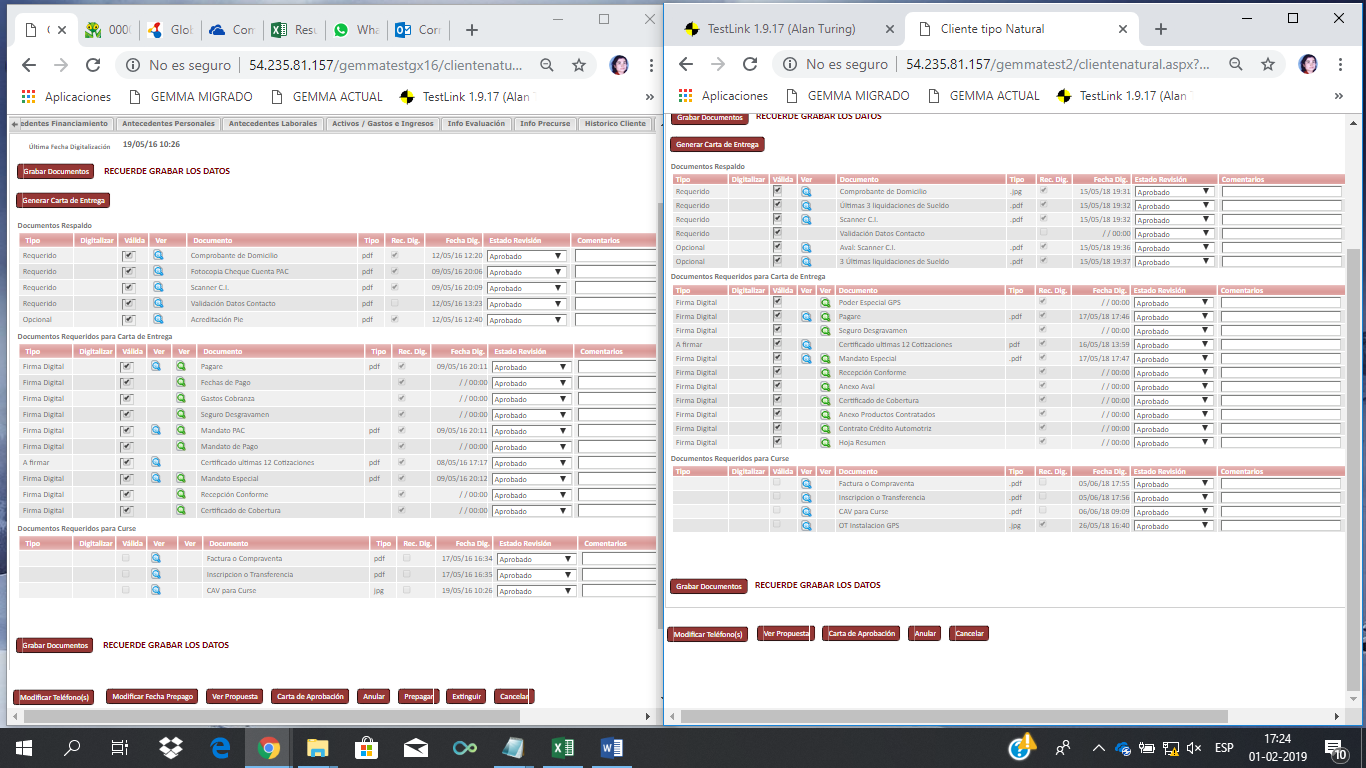 G
000(
Glol
Con
Resu
Wha
Corr
No es seguro | 54.235.81.157/gemmatestgx16/clientenatu...
Aplicaciones GEMMA MIGRADO GEMMA ACTUAL TestLink 1.9.17 (Alan »
edentes Financiamiento Antecedentes Personales Antecedentes Laborales Activos / Gastos e Ingresos Info Evaluación Info Precurse Historico Cliente
Última Fecha Digitalización 19/05/16 10:26
Grabar Documentos RECUERDE GRABAR LOS DATOS
Generar Carta de Entrega
Documentos Respaldo
Tipo Digitalizar Válida Ver Documento Tipo Rec. Dig. Fecha Dig. Estado Revisión Comentarios
Requerido Comprobante de Domicilio pdf 12/05/16 12:20 Aprobado
Requerido Fotocopia Cheque Cuenta PAC pdf 09/05/16 20:06 Aprobado
Requerido Scanner C.I. pdf 09/05/16 20:09 Aprobado
Requerido Validación Datos Contacto pdf 12/05/16 13:23 Aprobado
Opcional Acreditación Pie pdf 12/05/16 12:40 Aprobado
Documentos Requeridos para Carta de Entrega
Tipo Digitalizar Válida Ver Ver Documento Tipo Rec. Dig. Fecha Dig. Estado Revisión Comentarios
Firma Digital Pagare pdf 09/05/16 20:11 Aprobado
Firma Digital Fechas de Pago / / 00:00 Aprobado
Firma Digital Gastos Cobranza / / 00:00 Aprobado
Firma Digital Seguro Desgravamen / / 00:00 Aprobado
Firma Digital Mandato PAC pdf 09/05/16 20:11 Aprobado
Firma Digital Mandato de Pago / / 00:00 Aprobado
A firmar Certificado ultimas 12 Cotizaciones pdf 08/05/16 17:17 Aprobado
Firma Digital Mandato Especial pdf 09/05/16 20:12 Aprobado
Firma Digital Recepción Conforme / / 00:00 Aprobado
Firma Digital Certificado de Cobertura / / 00:00 Aprobado
Documentos Requeridos para Curse
Tipo Digitalizar Válida Ver Ver Documento Tipo Rec. Dig. Fecha Dig. Estado Revisión Comentarios
Factura o Compraventa pdf 17/05/16 16:34 Aprobado
Inscripcion o Transferencia pdf 17/05/16 16:35 Aprobado
CAV para Curse jpg 19/05/16 10:26 Aprobado
Grabar Documentos RECUERDE GRABAR LOS DATOS
Modificar Teléfono(s) Modificar Fecha Prepago Ver Propuesta Carta de Aprobación Anular Prepagar Extinguir Cancelar
TestLink 1.9.17 (Alan Turing) Cliente tipo Natural
No es seguro | 54.235.81.157/gemmatest2/clientenatural.aspx?...
Aplicaciones GEMMA MIGRADO GEMMA ACTUAL TestLink 1.9.17 (Alan »
Grabar Documentos RECUERDE GRABAR LOS DATOS
Generar Carta de Entrega
Documentos Respaldo
Tipo Digitalizar Válida Ver Documento Tipo Rec. Dig. Fecha Dig. Estado Revisión Comentarios
Requerido Comprobante de Domicilio .jpg 15/05/18 19:31 Aprobado
Requerido Últimas 3 liquidaciones de Sueldo .pdf 15/05/18 19:32 Aprobado
Requerido Scanner C.I. .pdf 15/05/18 19:32 Aprobado
Requerido Validación Datos Contacto / / 00:00 Aprobado
Opcional Aval: Scanner C.I. .pdf 15/05/18 19:36 Aprobado
Opcional 3 Últimas liquidaciones de Sueldo .pdf 15/05/18 19:37 Aprobado
Documentos Requeridos para Carta de Entrega
Tipo Digitalizar Válida Ver Ver Documento Tipo Rec. Dig. Fecha Dig. Estado Revisión Comentarios
Firma Digital Poder Especial GPS / / 00:00 Aprobado
Firma Digital Pagare .pdf 17/05/18 17:46 Aprobado
Firma Digital Seguro Desgravamen / / 00:00 Aprobado
A firmar Certificado ultimas 12 Cotizaciones pdf 16/05/18 13:59 Aprobado
Firma Digital Mandato Especial .pdf 17/05/18 17:47 Aprobado
Firma Digital Recepción Conforme / / 00:00 Aprobado
Firma Digital Anexo Aval / / 00:00 Aprobado
Firma Digital Certificado de Cobertura / / 00:00 Aprobado
Firma Digital Anexo Productos Contratados / / 00:00 Aprobado
Firma Digital Contrato Crédito Automotriz / / 00:00 Aprobado
Firma Digital Hoja Resumen / / 00:00 Aprobado
Documentos Requeridos para Curse
Tipo Digitalizar Válida Ver Ver Documento Tipo Rec. Dig. Fecha Dig. Estado Revisión Comentarios
Factura o Compraventa .pdf 05/06/18 17:55 Aprobado
Inscripcion o Transferencia .pdf 05/06/18 17:56 Aprobado
CAV para Curse .pdf 06/06/18 09:09 Aprobado
OT Instalacion GPS .jpg 26/05/18 16:40 Aprobado
Grabar Documentos RECUERDE GRABAR LOS DATOS
Modificar Teléfono(s) Ver Propuesta Carta de Aprobación Anular Cancelar
ESP
17:24
01-02-2019
10